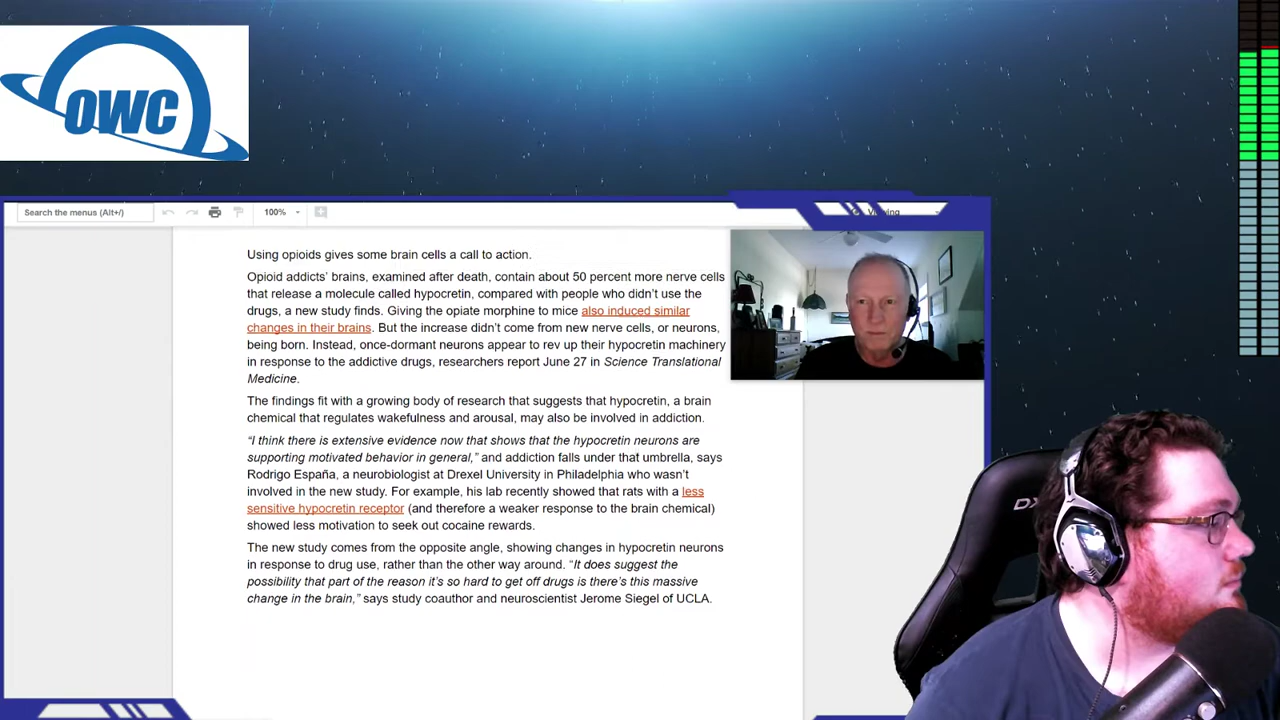 OWC
Search the menus (Alt+/)
100%
Using opioids gives some brain cells a call to action.
Opioid addicts’ brains, examined after death, contain about 50 percent more nerve cells
that release a molecule called hypocretin, compared with people who didn’t use the
drugs, a new study finds. Giving the opiate morphine to mice also induced similar
changes in their brains. But the increase didn’t come from new nerve cells, or neurons,
being born. Instead, once-dormant neurons appear to rev up their hypocretin machinery
in response to the addictive drugs, researchers report June 27 in Science Translational
Medicine.
The findings fit with a growing body of research that suggests that hypocretin, a brain
chemical that regulates wakefulness and arousal, may also be involved in addiction.
“I think there is extensive evidence now that shows that the hypocretin neurons are
supporting motivated behavior in general,” and addiction falls under that umbrella, says
Rodrigo España, a neurobiologist at Drexel University in Philadelphia who wasn’t
involved in the new study. For example, his lab recently showed that rats with a less
sensitive hypocretin receptor (and therefore a weaker response to the brain chemical)
showed less motivation to seek out cocaine rewards.
The new study comes from the opposite angle, showing changes in hypocretin neurons
in response to drug use, rather than the other way around. “It does suggest the
possibility that part of the reason it’s so hard to get off drugs is there’s this massive
change in the brain,” says study coauthor and neuroscientist Jerome Siegel of UCLA.
DX